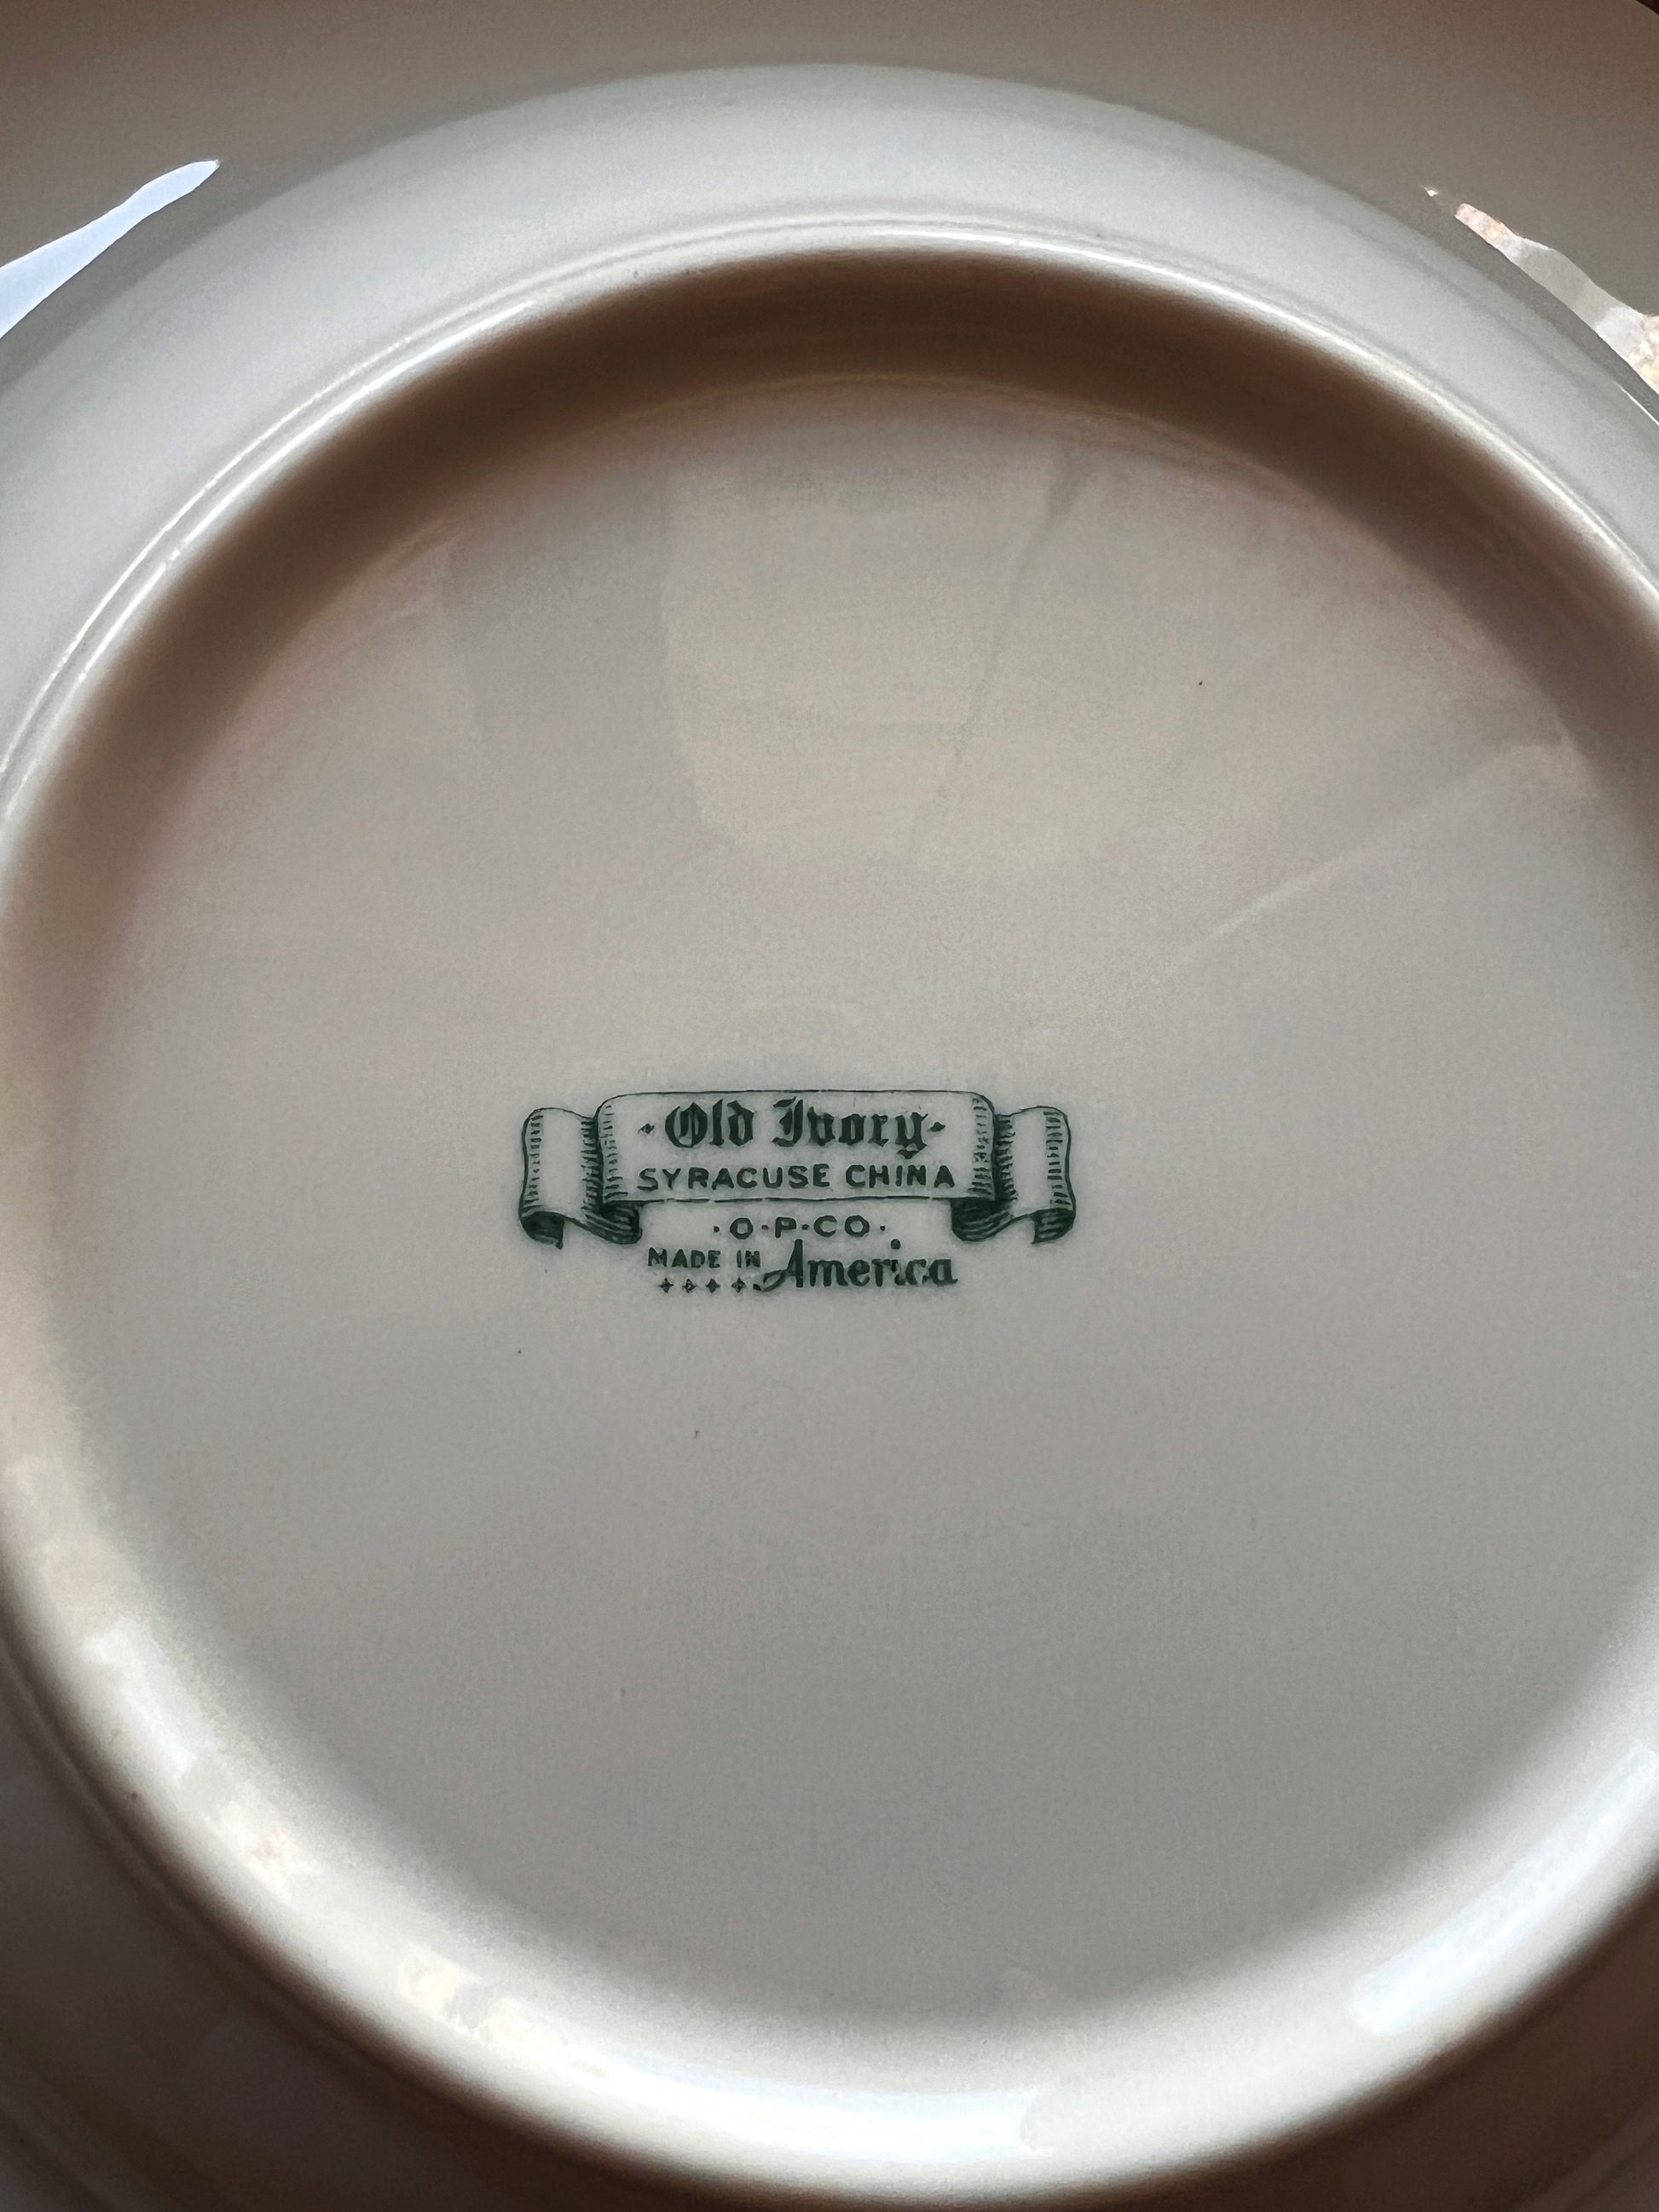 ·Old Ivory·
SYRACUSE CHINA
·O·P·CO·
MADE IN America